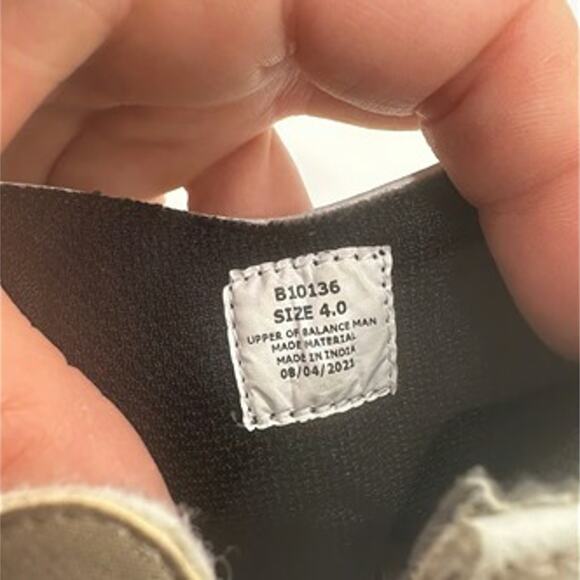 B10136
SIZE 4.0
UPPER OF BALANCE MAN
MADE MATERIAL
MADE IN INDIA
08/04/2021